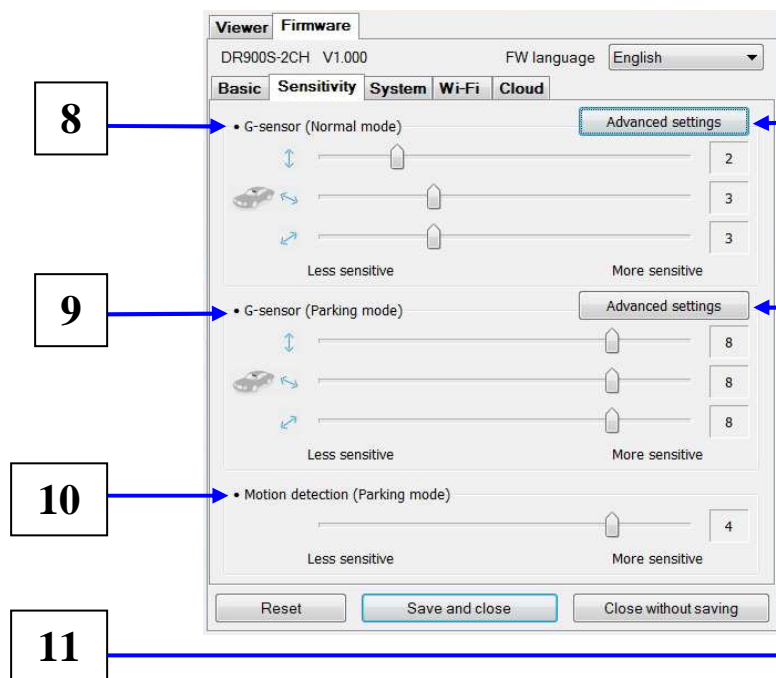 Viewer Firmware
DR900S-2CH V1.000 FW language English
Basic Sensitivity System Wi-Fi Cloud
8
• G-sensor (Normal mode) Advanced settings
2
3
3
Less sensitive More sensitive
9
• G-sensor (Parking mode) Advanced settings
8
8
8
Less sensitive More sensitive
10
• Motion detection (Parking mode)
4
Less sensitive More sensitive
Reset Save and close Close without saving
11